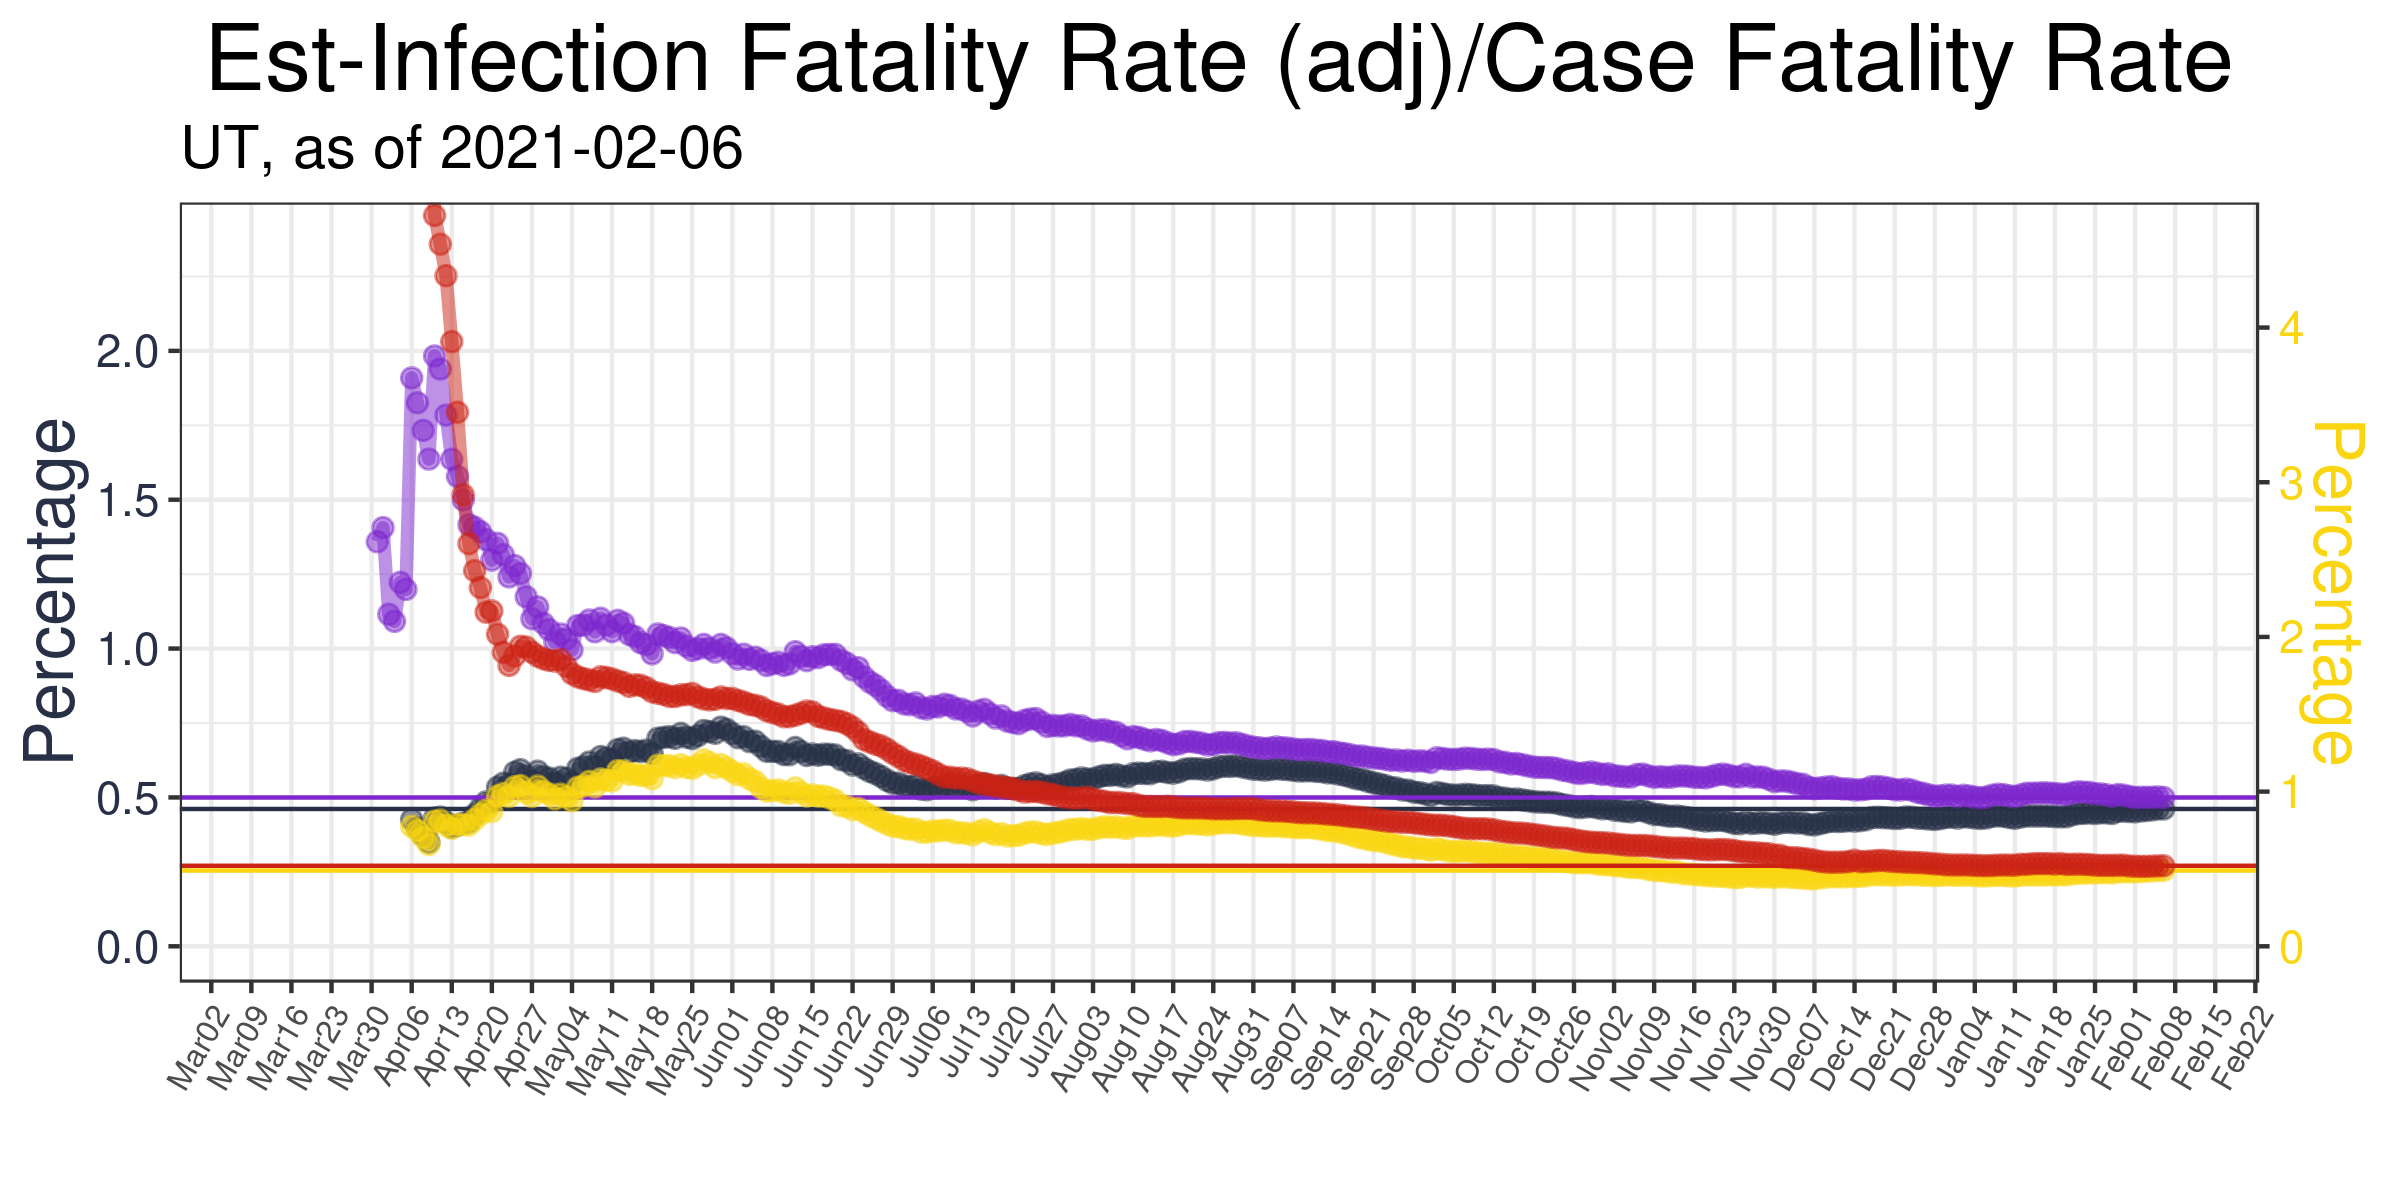 Est-Infection Fatality Rate (adj)/Case Fatality Rate
UT, as of 2021-02-06
Percentage
2.0
1.5
1.0
0.5
0.0
4
3
2
1
0
Percentage
Mar02
Mar09
Mar16
Mar23
Mar30
Apr06
Apr13
Apr20
Apr27
May04
May11
May18
May25
Jun01
Jun08
Jun15
Jun22
Jun29
Jul06
Jul13
Jul20
Jul27
Aug03
Aug10
Aug17
Aug24
Aug31
Sep07
Sep14
Sep21
Sep28
Oct05
Oct12
Oct19
Oct26
Nov02
Nov09
Nov16
Nov23
Nov30
Dec07
Dec14
Dec21
Dec28
Jan04
Jan11
Jan18
Jan25
Feb01
Feb08
Feb15
Feb22